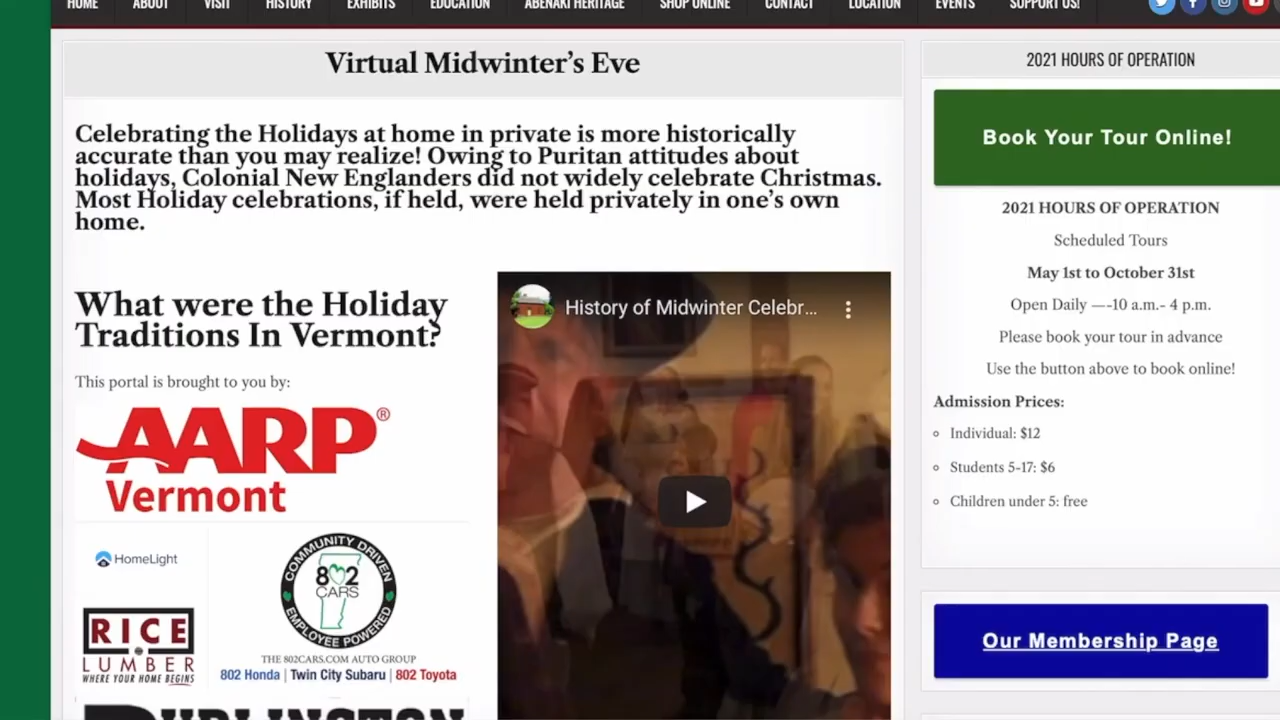 HOME ABOUT VISIT HISTORY EXHIBITS EDUCATION ABENAKI HERITAGE SHOP ONLINE CONTACT LOCATION EVENTS SUPPORT US!
Virtual Midwinter’s Eve
Celebrating the Holidays at home in private is more historically
accurate than you may realize! Owing to Puritan attitudes about
holidays, Colonial New Englanders did not widely celebrate Christmas.
Most Holiday celebrations, if held, were held privately in one’s own
home.
What were the Holiday
Traditions In Vermont?
This portal is brought to you by:
AARP®
Vermont
HomeLight
RICE
LUMBER
WHERE YOUR HOME BEGINS
COMMUNITY DRIVEN
802
CARS
EMPLOYEE POWERED
THE 802CARS.COM AUTO GROUP
802 Honda | Twin City Subaru | 802 Toyota
BURLINGTON
History of Midwinter Celebr...
2021 HOURS OF OPERATION
Book Your Tour Online!
2021 HOURS OF OPERATION
Scheduled Tours
May 1st to October 31st
Open Daily —-10 a.m.- 4 p.m.
Please book your tour in advance
Use the button above to book online!
Admission Prices:
Individual: $12
Students 5-17: $6
Children under 5: free
Our Membership Page